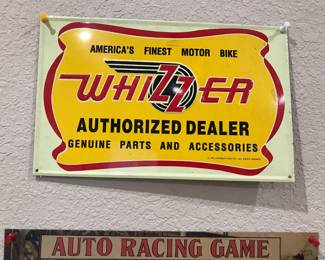 AMERICA'S FINEST MOTOR BIKE
WHIZZER
AUTHORIZED DEALER
GENUINE PARTS AND ACCESSORIES
AUTO RACING GAME